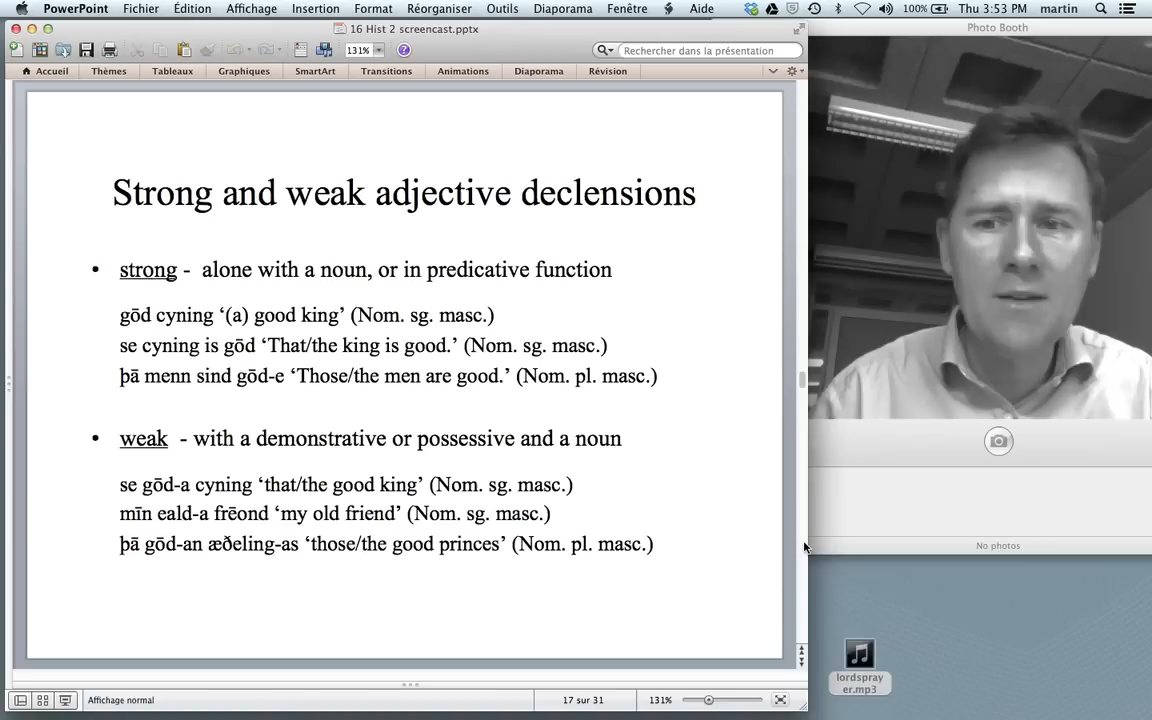 PowerPoint Fichier Édition Affichage Insertion Format Réorganiser Outils Diaporama Fenêtre Aide 100% Thu 3:53 PM martin
16 Hist 2 screencast.pptx
Photo Booth
131% Rechercher dans la présentation
Accueil Thèmes Tableaux Graphiques SmartArt Transitions Animations Diaporama Révision
Strong and weak adjective declensions
• strong - alone with a noun, or in predicative function
gōd cyning ‘(a) good king’ (Nom. sg. masc.)
se cyning is gōd ‘That/the king is good.’ (Nom. sg. masc.)
þā menn sind gōd-e ‘Those/the men are good.’ (Nom. pl. masc.)
• weak - with a demonstrative or possessive and a noun
se gōd-a cyning ‘that/the good king’ (Nom. sg. masc.)
mīn eald-a frēond ‘my old friend’ (Nom. sg. masc.)
þā gōd-an æðeling-as ‘those/the good princes’ (Nom. pl. masc.)
No photos
lordspray
er.mp3
Affichage normal 17 sur 31 131%